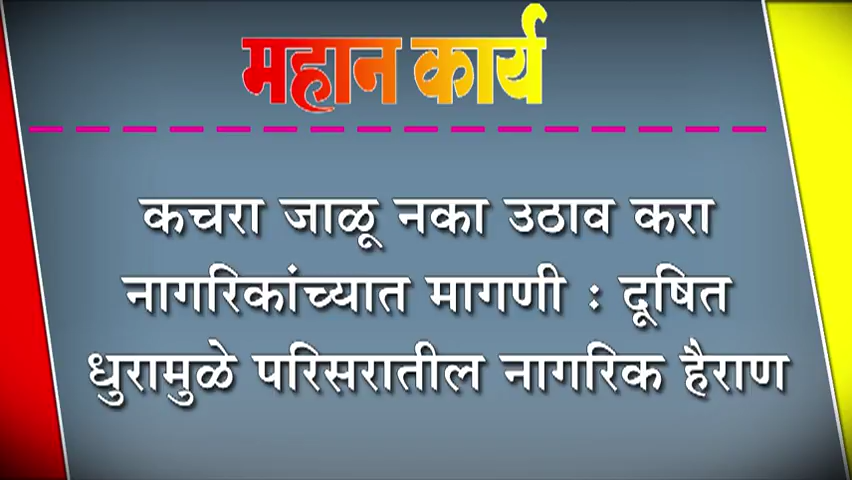 महान कार्य
कचरा जाळू नका उठाव करा
नागरिकांच्यात मागणी : दूषित
धुरामुळे परिसरातील नागरिक हैराण